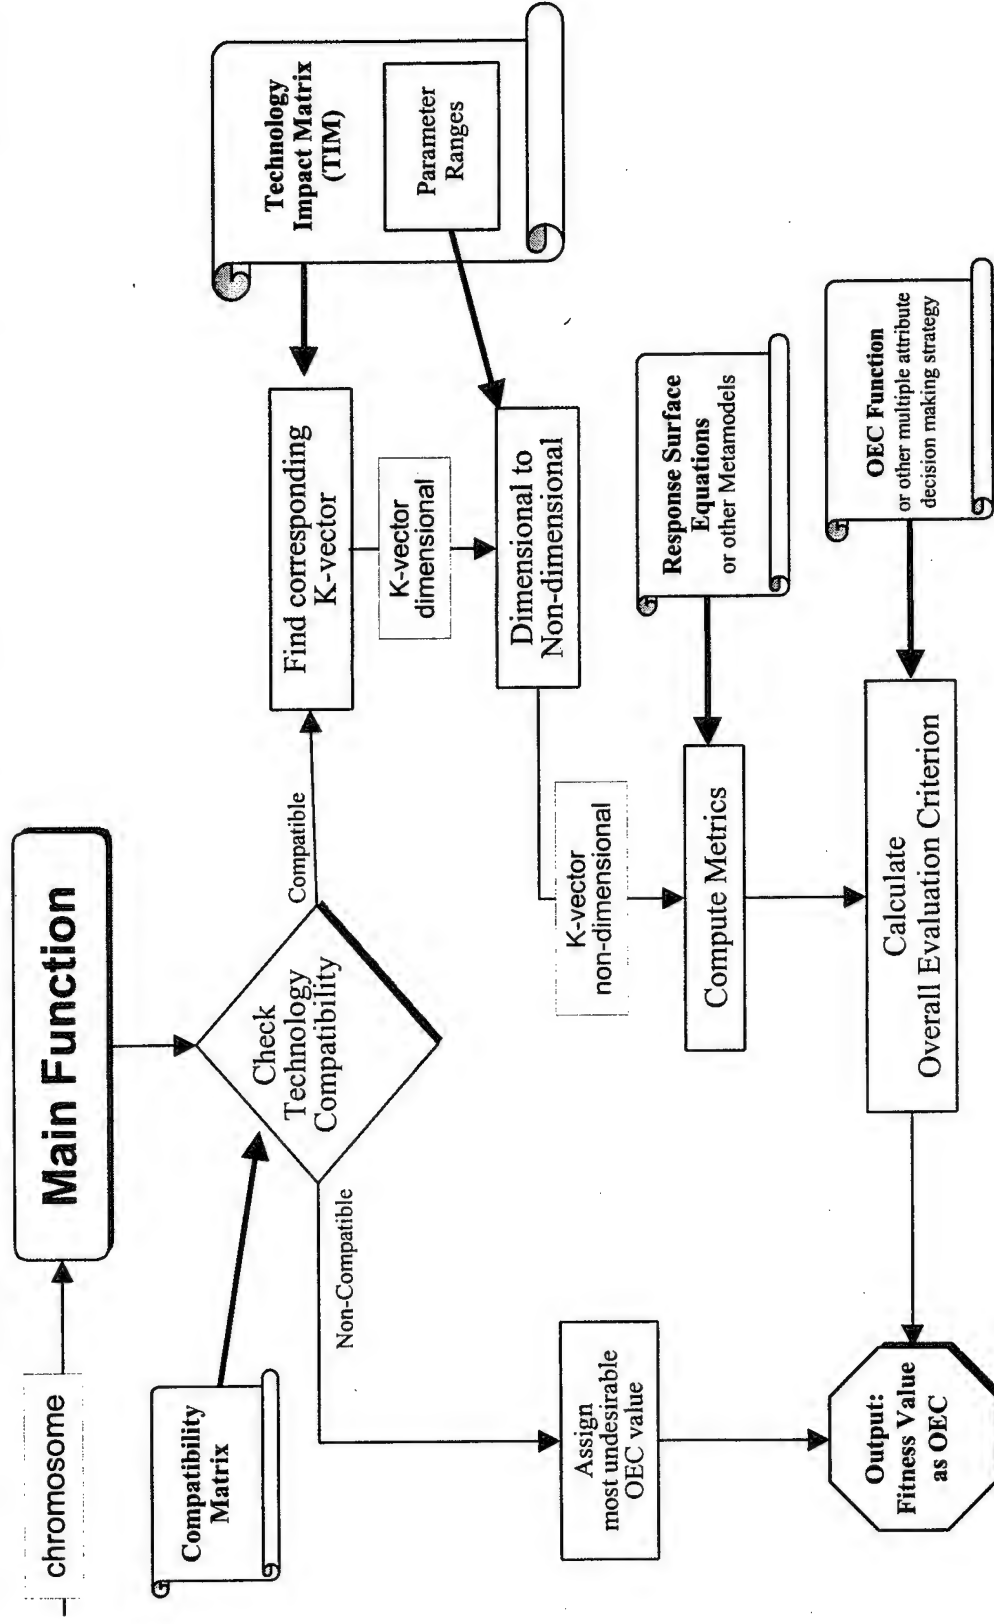 chromosome
Main Function
Compatibility
Matrix
Check
Technology
Compatibility
Compatible
Non-Compatible
Find corresponding
K-vector
Technology
Impact Matrix
(TIM)
Parameter
Ranges
K-vector
dimensional
Dimensional to
Non-dimensional
K-vector
non-dimensional
Response Surface
Equations
or other Metamodels
Compute Metrics
OEC Function
or other multiple attribute
decision making strategy
Calculate
Overall Evaluation Criterion
Assign
most undesirable
OEC value
Output:
Fitness Value
as OEC